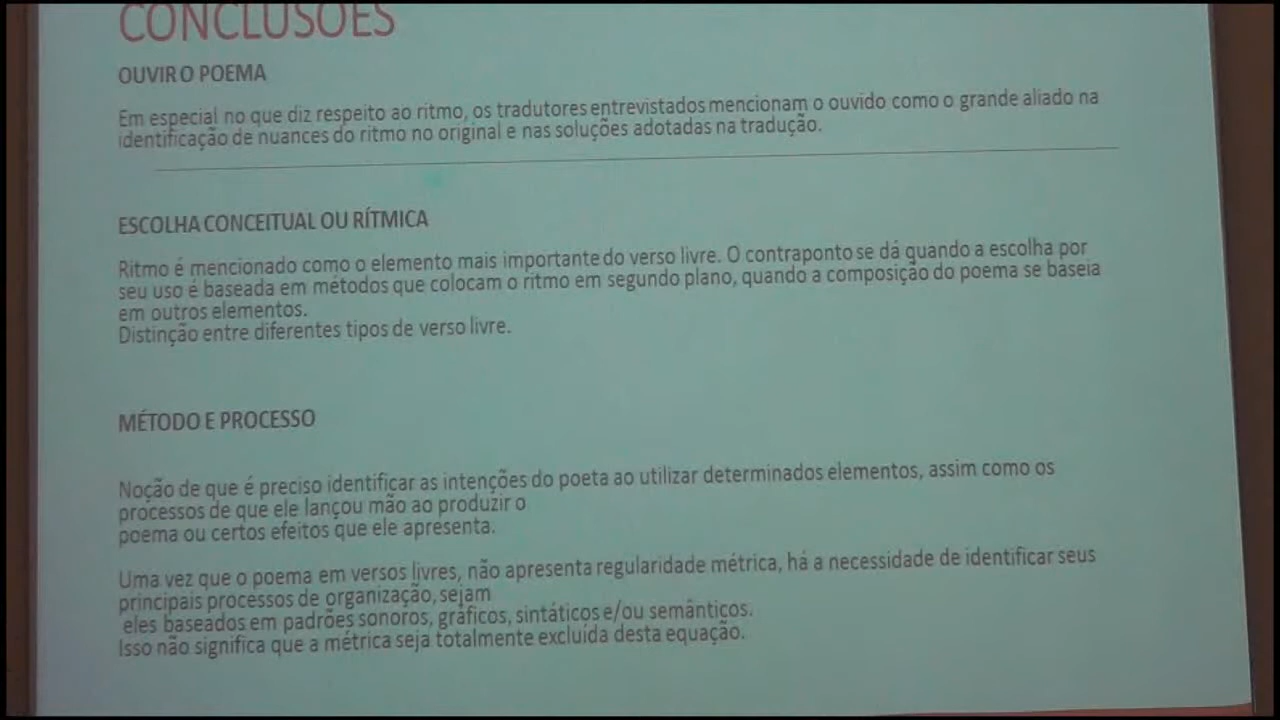 CONCLUSÕES
OUVIR O POEMA
Em especial no que diz respeito ao ritmo, os tradutores entrevistados mencionam o ouvido como o grande aliado na
identificação de nuances do ritmo no original e nas soluções adotadas na tradução.
ESCOLHA CONCEITUAL OU RÍTMICA
Ritmo é mencionado como o elemento mais importante do verso livre. O contraponto se dá quando a escolha por
seu uso é baseada em métodos que colocam o ritmo em segundo plano, quando a composição do poema se baseia
em outros elementos.
Distinção entre diferentes tipos de verso livre.
MÉTODO E PROCESSO
Noção de que é preciso identificar as intenções do poeta ao utilizar determinados elementos, assim como os
processos de que ele lançou mão ao produzir o
poema ou certos efeitos que ele apresenta.
Uma vez que o poema em versos livres, não apresenta regularidade métrica, há a necessidade de identificar seus
principais processos de organização, sejam
eles baseados em padrões sonoros, gráficos, sintáticos e/ou semânticos.
Isso não significa que a métrica seja totalmente excluída desta equação.